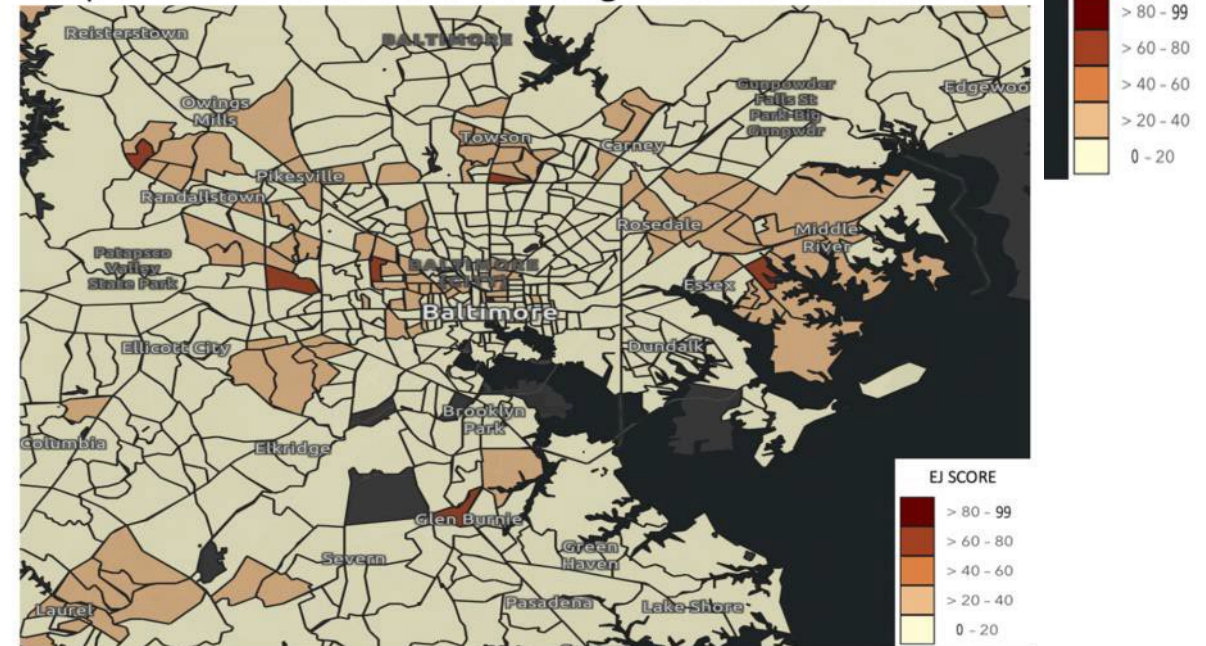 > 80 - 99
> 60 - 80
> 40 - 60
> 20 - 40
0 - 20
Reisterstown
BALTIMORE
Owings
Mills
Gunpowder
Falls St
Park-Big
Gunpwdr
Edgewoo
Towson
Carney
Pikesville
Randallstown
Rosedale
Middle
River
Patapsco
Valley
State Park
BALTIMORE
(CITY)
Essex
Baltimore
Ellicott City
Dundalk
Brooklyn
Park
Columbia
Elkridge
Glen Burnie
Severn
Green
Haven
Laurel
Pasadena
Lake Shore
EJ SCORE
> 80 - 99
> 60 - 80
> 40 - 60
> 20 - 40
0 - 20